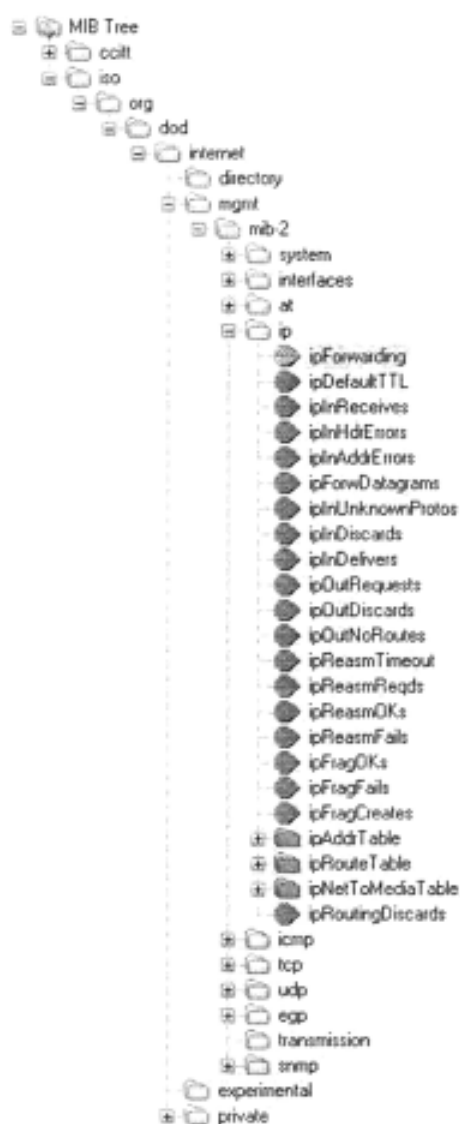 MIB Tree
ccitt
iso
org
dod
internet
directory
mgmt
mib-2
system
interfaces
at
ip
ipForwarding
ipDefaultTTL
ipInReceives
ipInHdrErrors
ipInAddrErrors
ipForwDatagrams
ipInUnknownProtos
ipInDiscards
ipInDelivers
ipOutRequests
ipOutDiscards
ipOutNoRoutes
ipReasmTimeout
ipReasmReqds
ipReasmOKs
ipReasmFails
ipFragOKs
ipFragFails
ipFragCreates
ipAddrTable
ipRouteTable
ipNetToMediaTable
ipRoutingDiscards
icmp
tcp
udp
egp
transmission
snmp
experimental
private